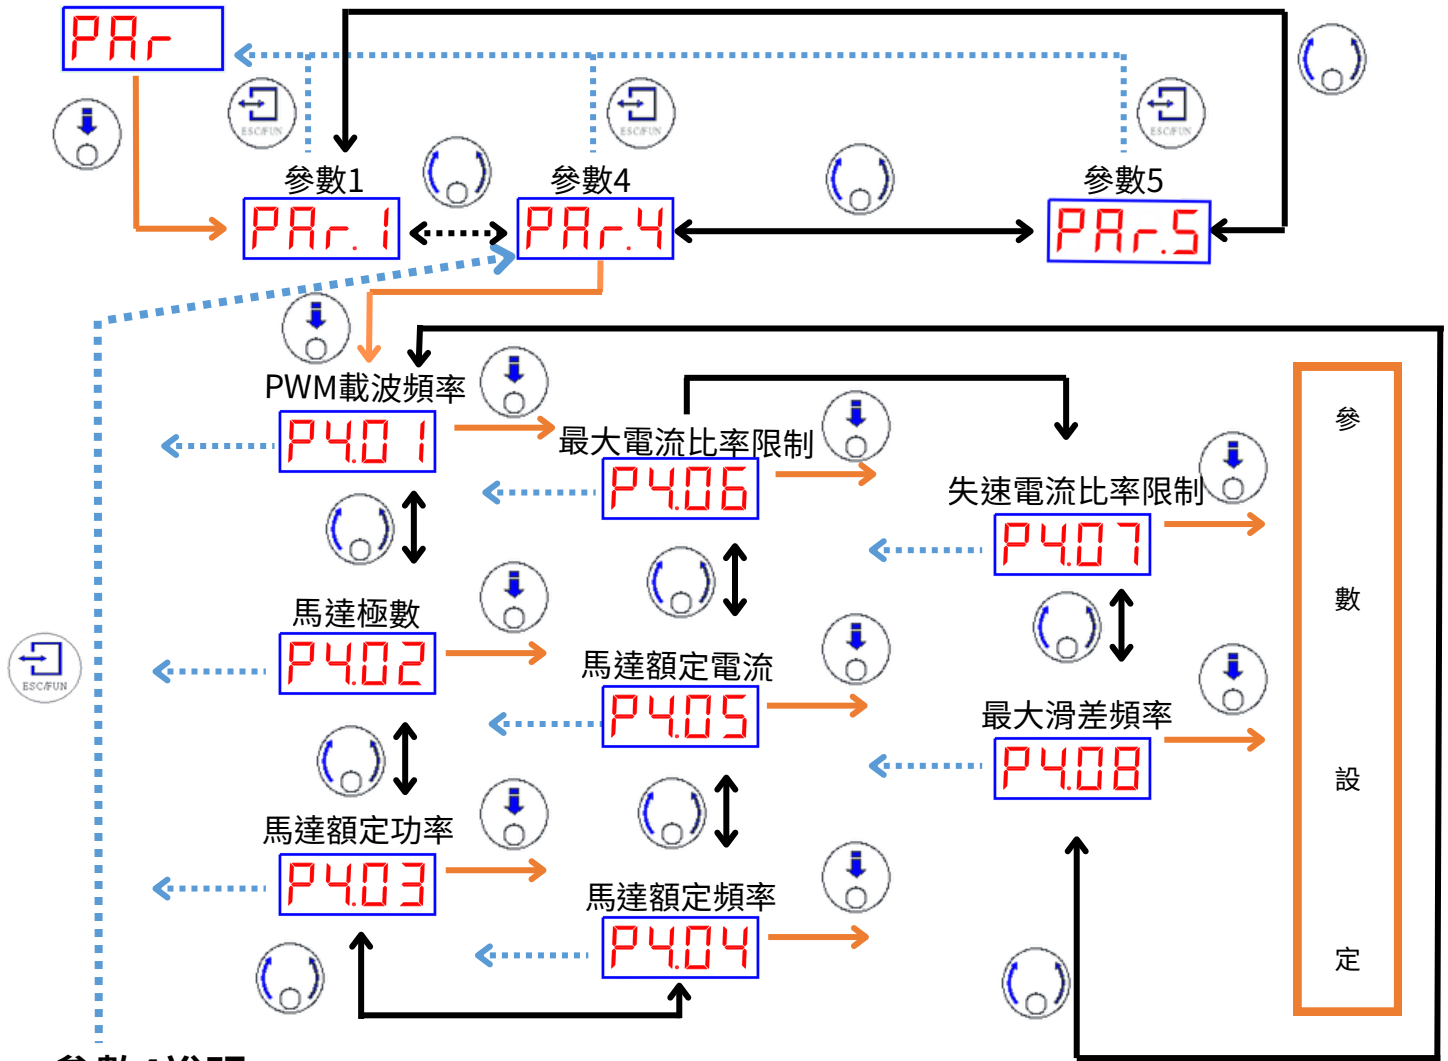 PAr
ESC/FUN
ESC/FUN
ESC/FUN
參數1
參數4
參數5
PAr.1
PAr.4
PAr.5
PWM載波頻率
P4.01
最大電流比率限制
P4.06
失速電流比率限制
P4.07
馬達極數
P4.02
馬達額定電流
P4.05
最大滑差頻率
P4.08
馬達額定功率
P4.03
馬達額定頻率
P4.04
ESC/FUN
參
數
設
定